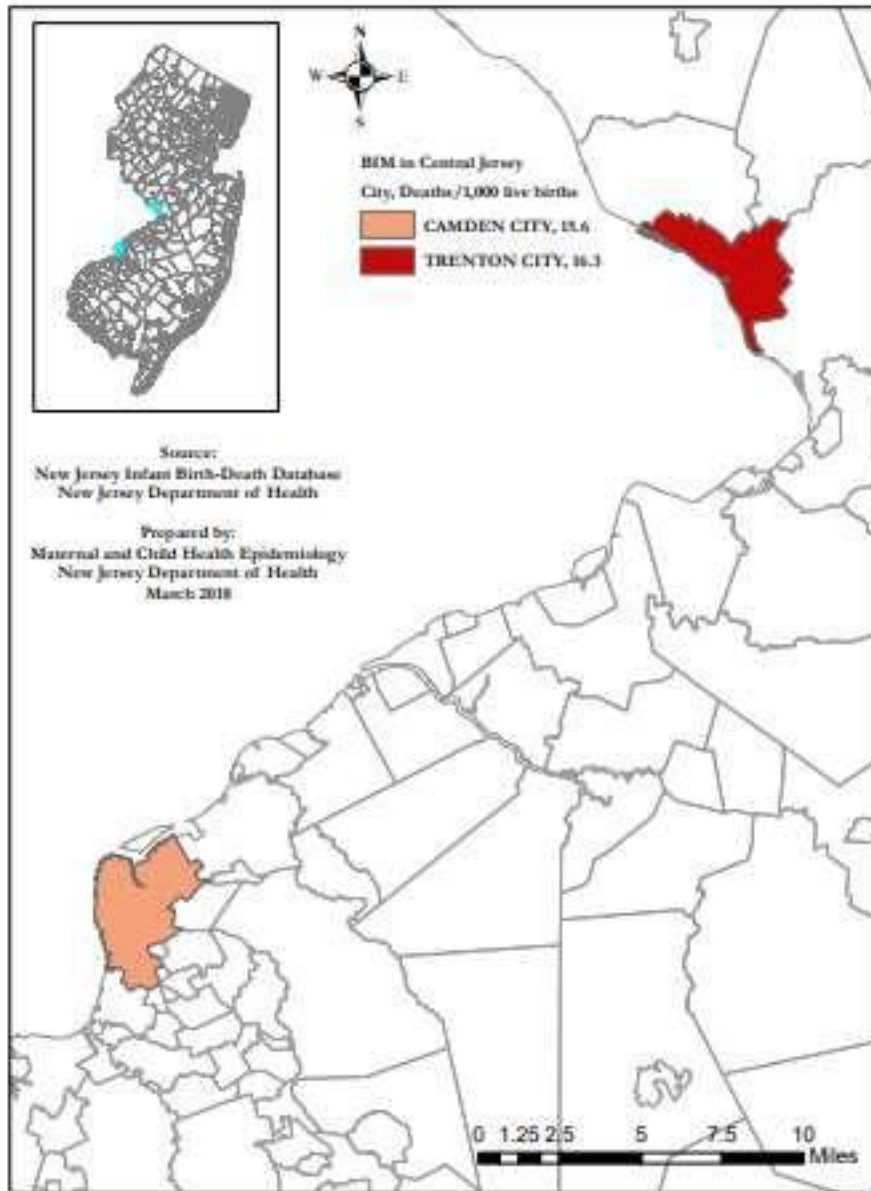 N
W E
S
BIM in Central Jersey
City, Deaths/1,000 live births
CAMDEN CITY, 15.6
TRENTON CITY, 16.3
Source:
New Jersey Infant Birth-Death Database
New Jersey Department of Health
Prepared by:
Maternal and Child Health Epidemiology
New Jersey Department of Health
March 2018
0 1.25 2.5 5 7.5 10
Miles